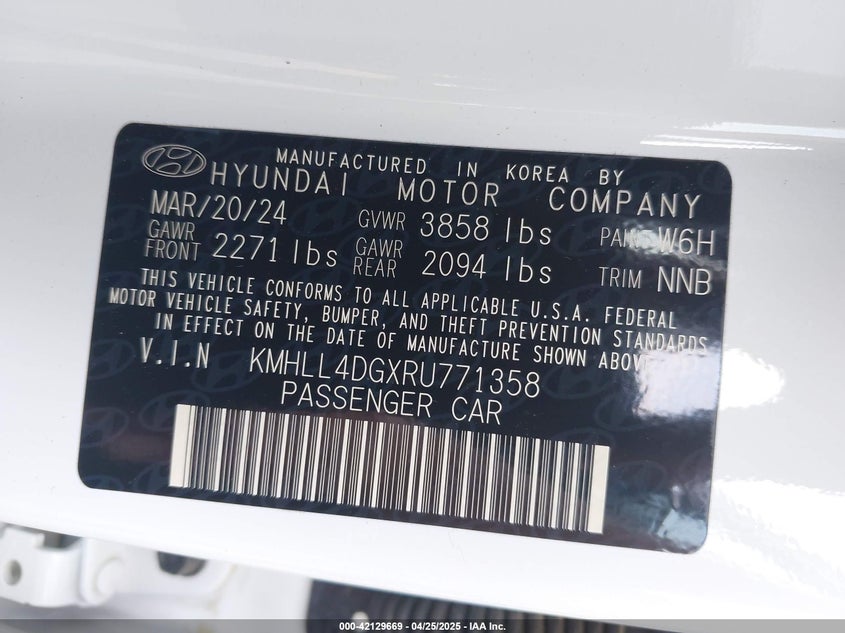 MANUFACTURED IN KOREA BY
HYUNDAI MOTOR COMPANY
MAR/20/24 GVWR 3858 lbs PAINT W6H
GAWR FRONT 2271 lbs GAWR REAR 2094 lbs TRIM NNB
THIS VEHICLE CONFORMS TO ALL APPLICABLE U.S.A. FEDERAL
MOTOR VEHICLE SAFETY, BUMPER, AND THEFT PREVENTION STANDARDS
IN EFFECT ON THE DATE OF MANUFACTURE SHOWN ABOVE
V.I.N KMHLL4DGXRU771358
PASSENGER CAR
000-42129669 - 04/25/2025 - IAA Inc.